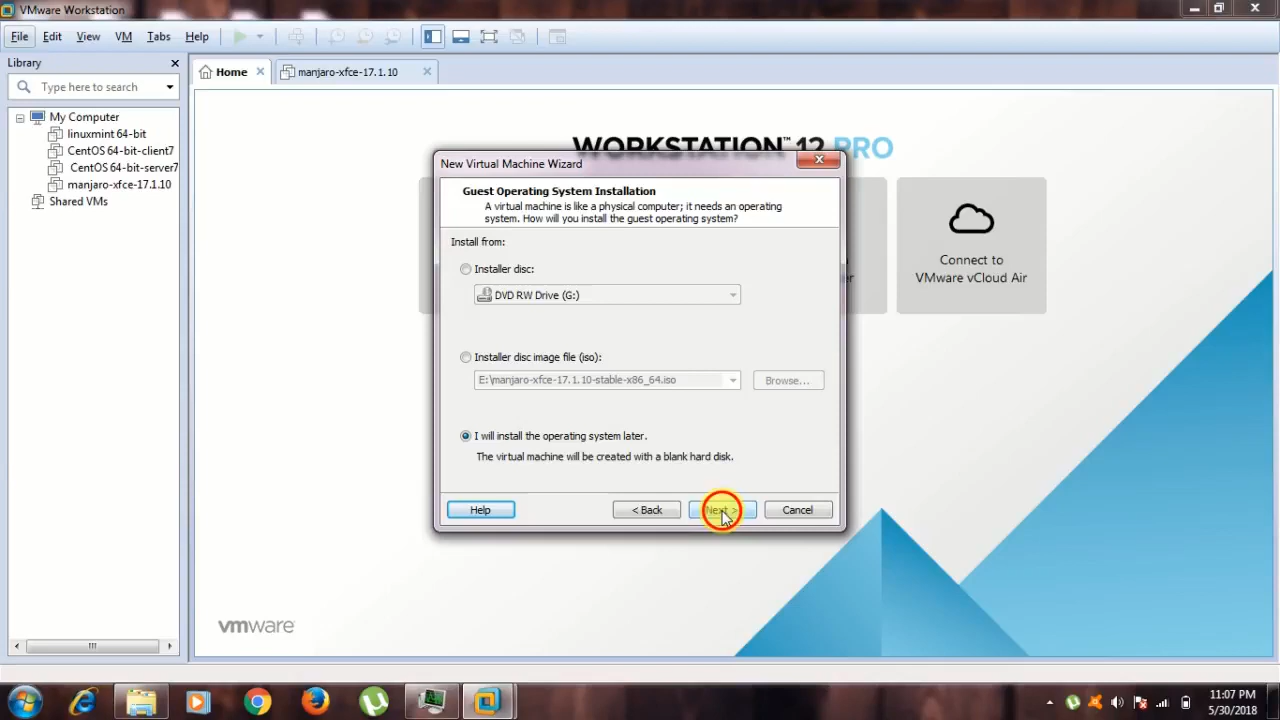 VMware Workstation
File Edit View VM Tabs Help
Library
Type here to search
My Computer
linuxmint 64-bit
CentOS 64-bit-client7
CentOS 64-bit-server7
manjaro-xfce-17.1.10
Shared VMs
Home
manjaro-xfce-17.1.10
WORKSTATION™ 12 PRO
New Virtual Machine Wizard
Guest Operating System Installation
A virtual machine is like a physical computer; it needs an operating
system. How will you install the guest operating system?
Install from:
Installer disc:
DVD RW Drive (G:)
Installer disc image file (iso):
E:\manjaro-xfce-17.1.10-stable-x86_64.iso
Browse...
I will install the operating system later.
The virtual machine will be created with a blank hard disk.
Help
< Back
Next >
Cancel
Connect to
VMware vCloud Air
vmware
11:07 PM
5/30/2018